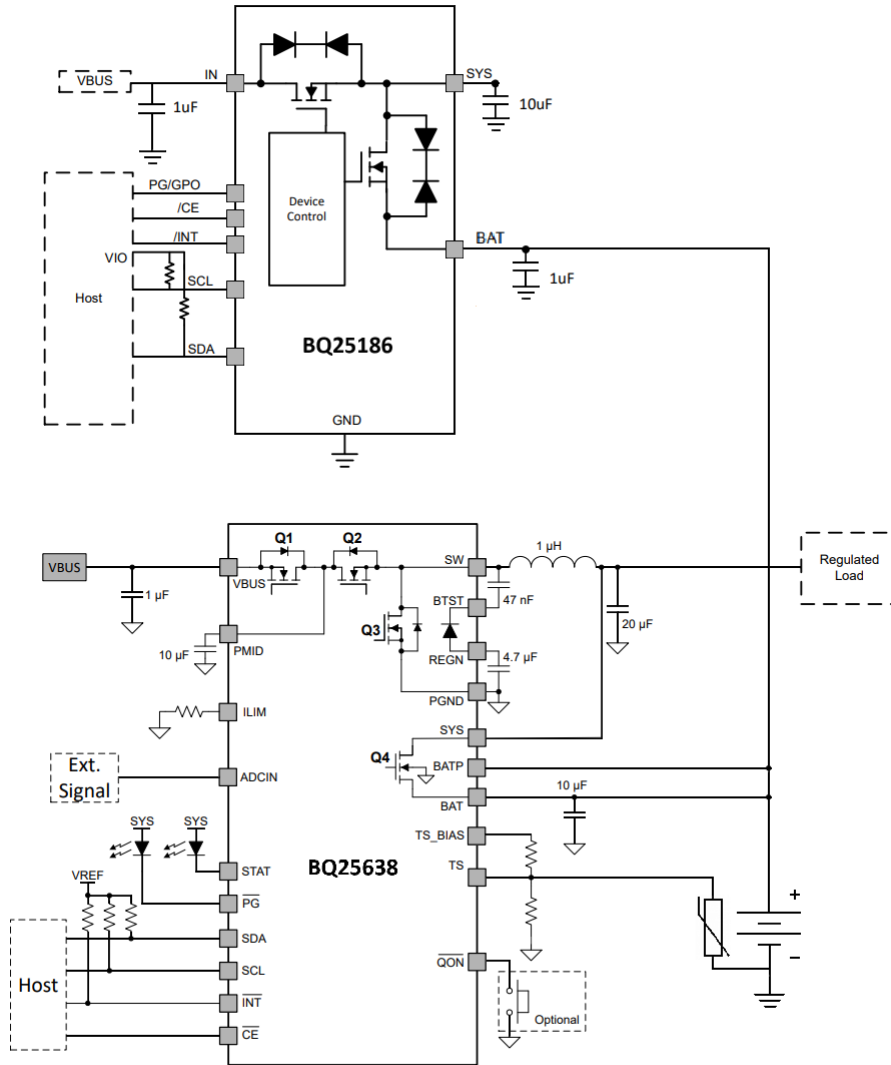 VBUS
IN
1uF
SYS
10uF
PG/GPO
/CE
/INT
VIO
SCL
SDA
Host
Device
Control
BAT
1uF
BQ25186
GND
VBUS
1 µF
VBUS
Q1
Q2
SW
1 µH
Regulated
Load
BTST
47 nF
20 µF
Q3
10 µF
PMID
REGN
4.7 µF
PGND
ILIM
SYS
Q4
BATP
Ext.
Signal
ADCIN
BAT
10 µF
SYS
SYS
TS_BIAS
STAT
BQ25638
TS
VREF
PG
SDA
SCL
INT
CE
Host
QON
Optional
+
–